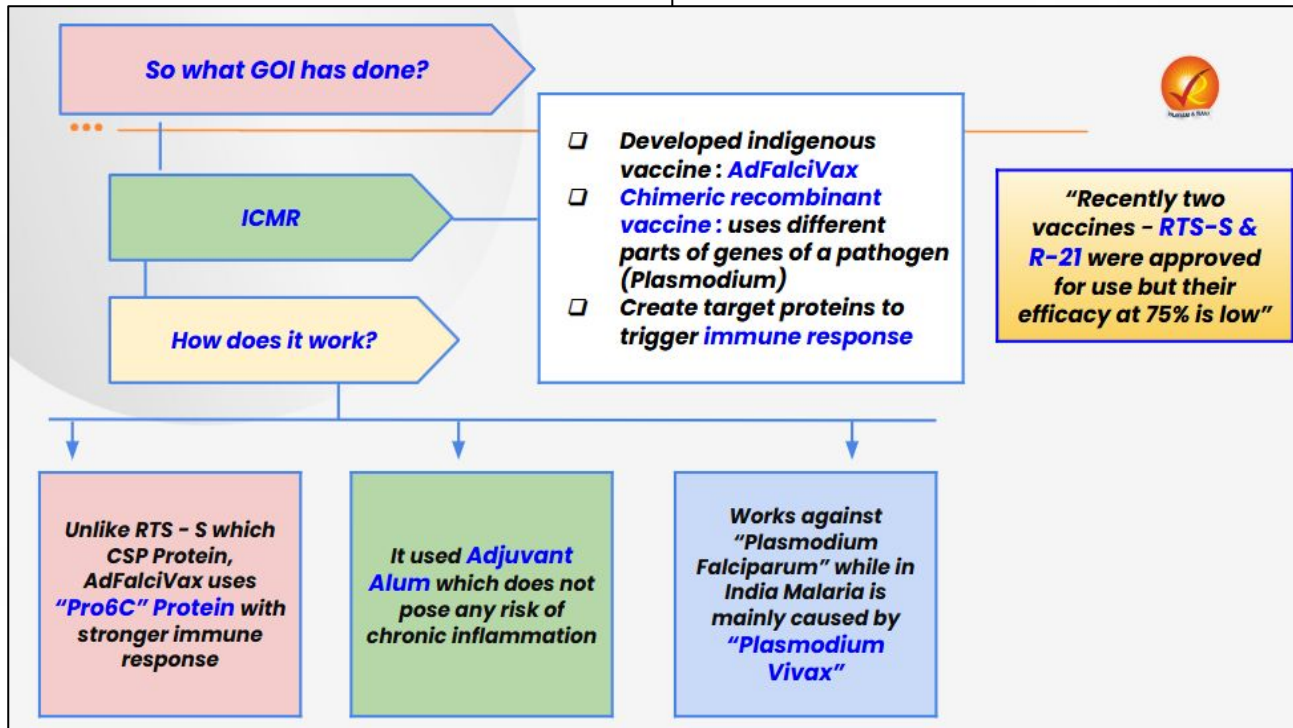 So what GOI has done?
ICMR
❑ Developed indigenous
vaccine : AdFalciVax
❑ Chimeric recombinant
vaccine : uses different
parts of genes of a pathogen
(Plasmodium)
❑ Create target proteins to
trigger immune response
“Recently two
vaccines - RTS-S &
R-21 were approved
for use but their
efficacy at 75% is low”
How does it work?
Unlike RTS - S which
CSP Protein,
AdFalciVax uses
“Pro6C” Protein with
stronger immune
response
It used Adjuvant
Alum which does not
pose any risk of
chronic inflammation
Works against
“Plasmodium
Falciparum” while in
India Malaria is
mainly caused by
“Plasmodium
Vivax”